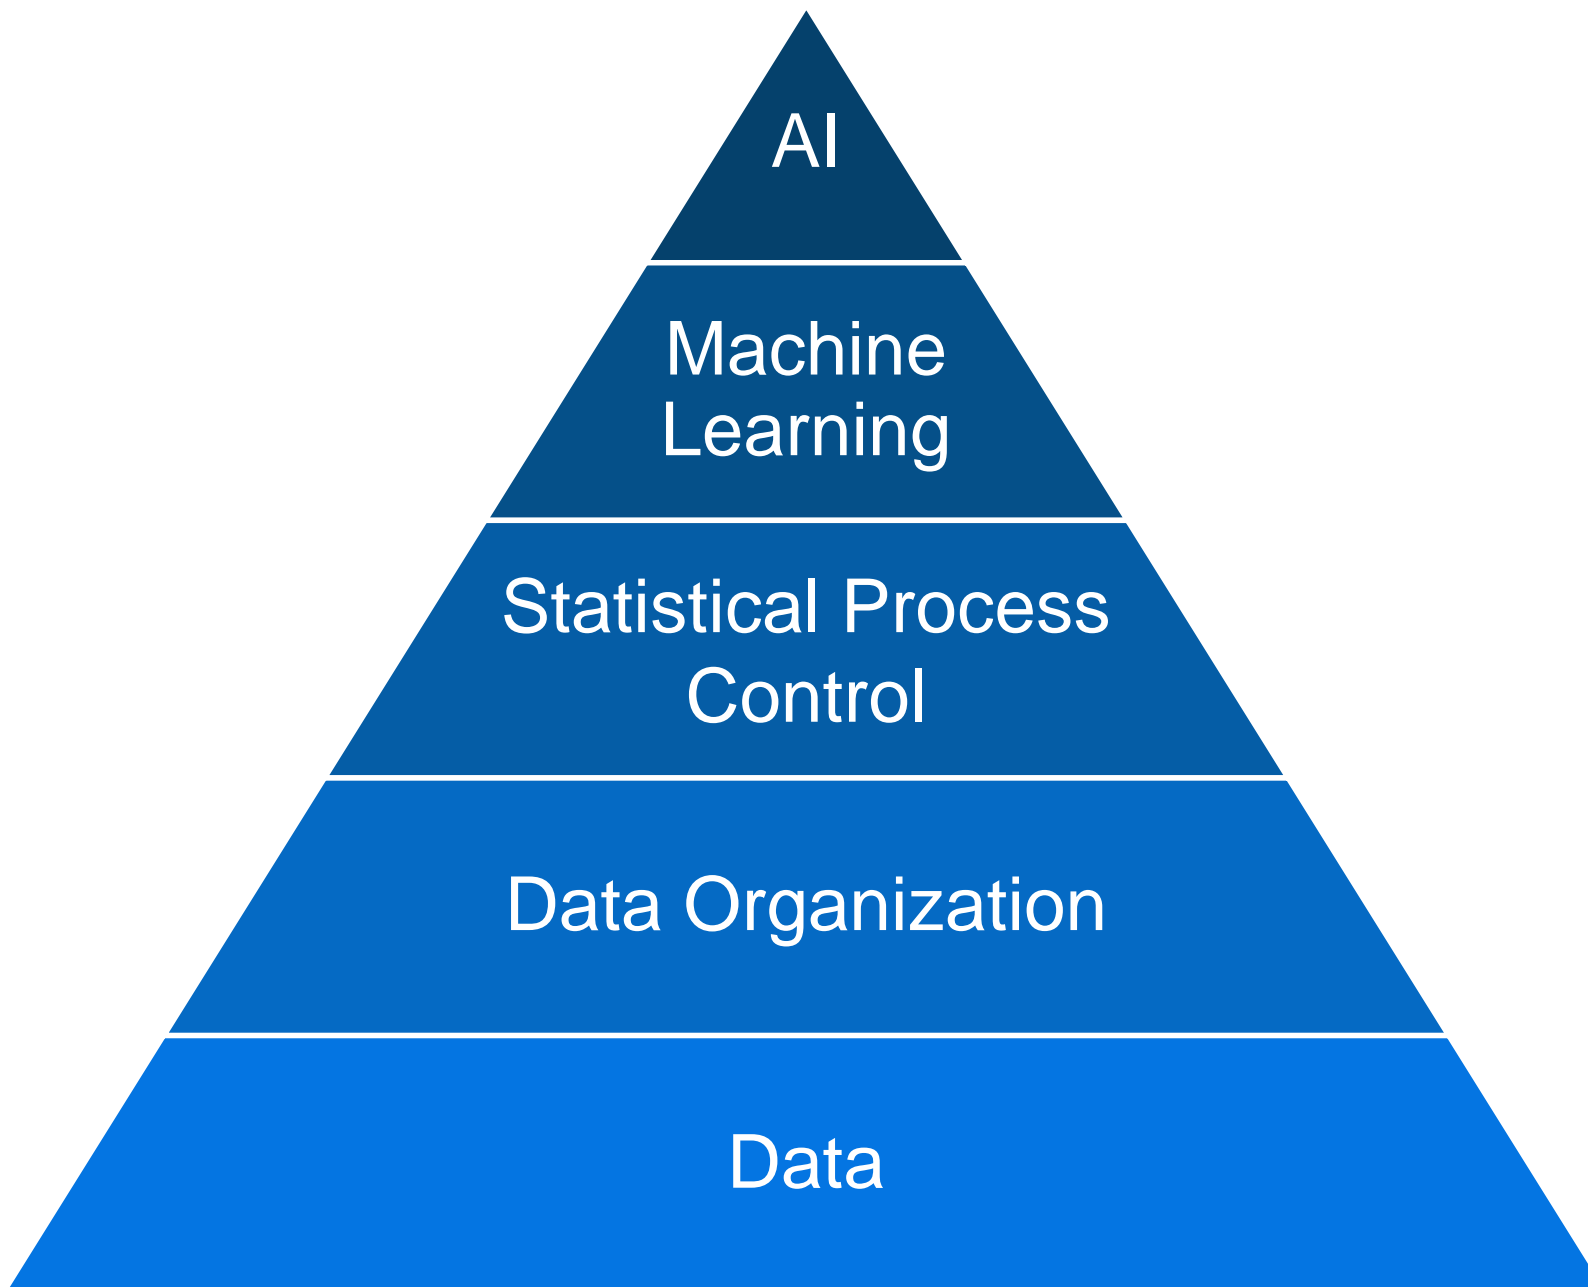 AI
Machine
Learning
Statistical Process
Control
Data Organization
Data